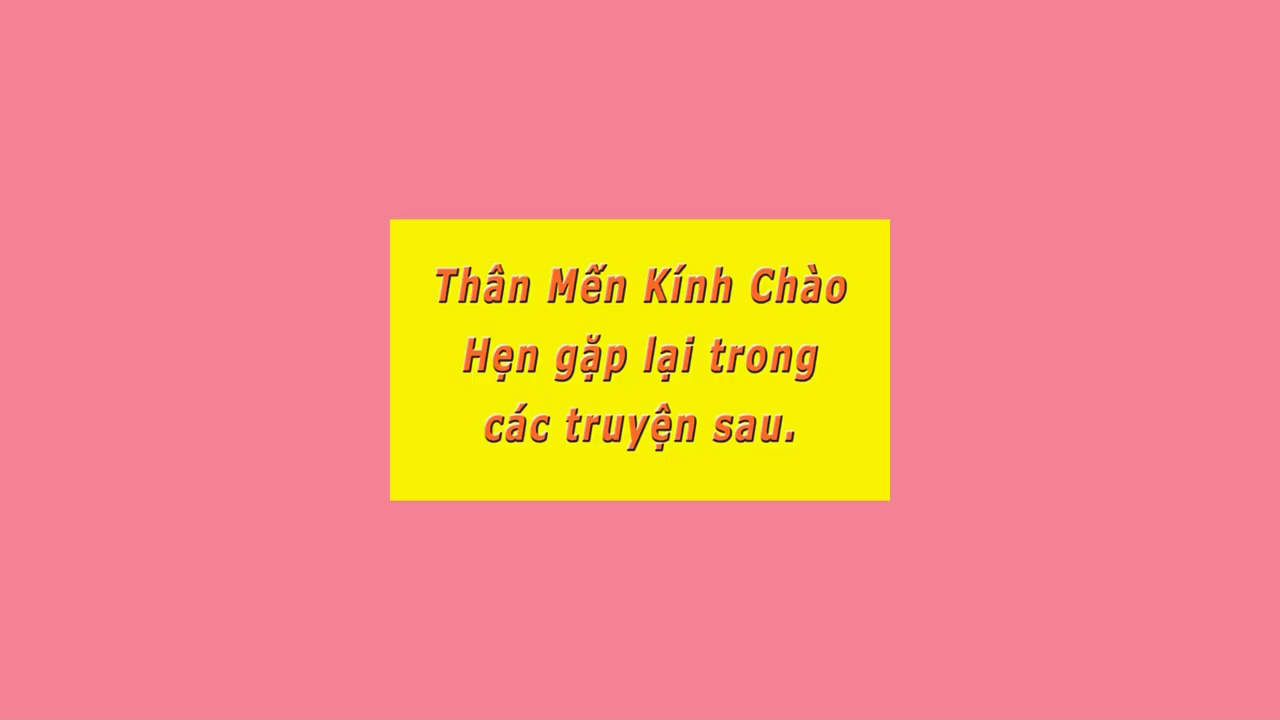 Thân Mến Kính Chào
Hẹn gặp lại trong
các truyện sau.